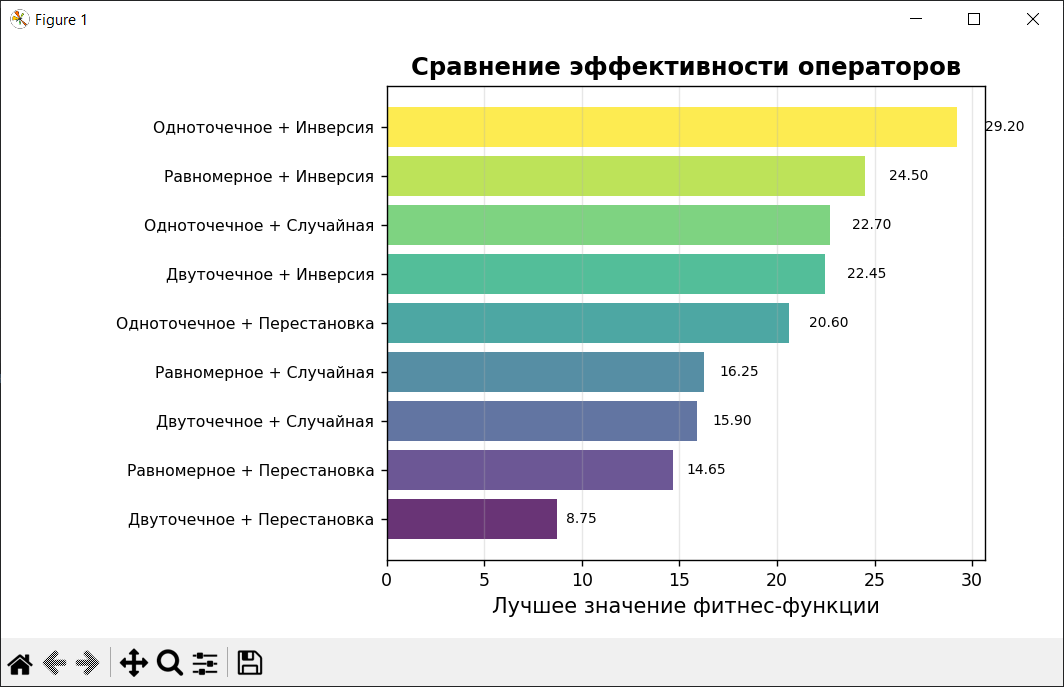 Figure 1
Сравнение эффективности операторов
Одноточечное + Инверсия 29.20
Равномерное + Инверсия 24.50
Одноточечное + Случайная 22.70
Двуточечное + Инверсия 22.45
Одноточечное + Перестановка 20.60
Равномерное + Случайная 16.25
Двуточечное + Случайная 15.90
Равномерное + Перестановка 14.65
Двуточечное + Перестановка 8.75
0 5 10 15 20 25 30
Лучшее значение фитнес-функции